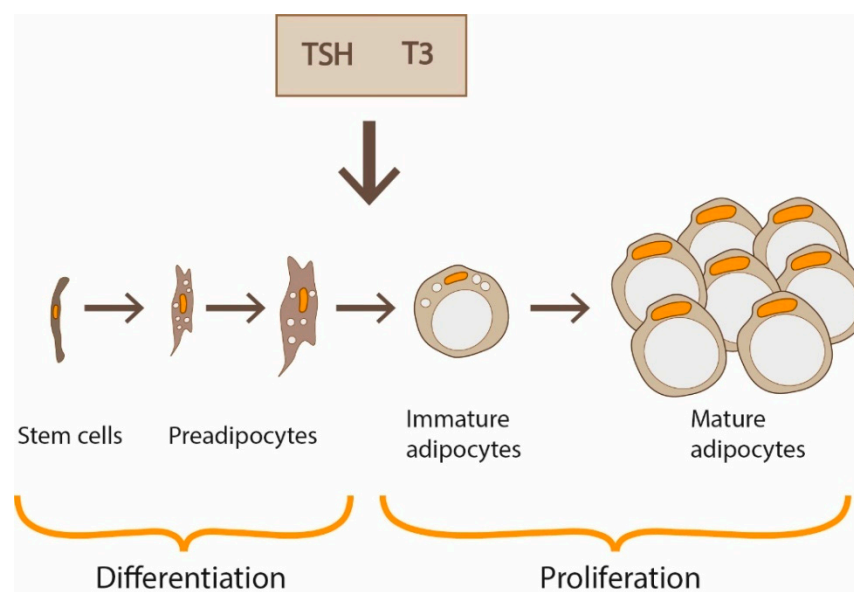 TSH T3
Stem cells
Preadipocytes
Immature
adipocytes
Mature
adipocytes
Differentiation
Proliferation